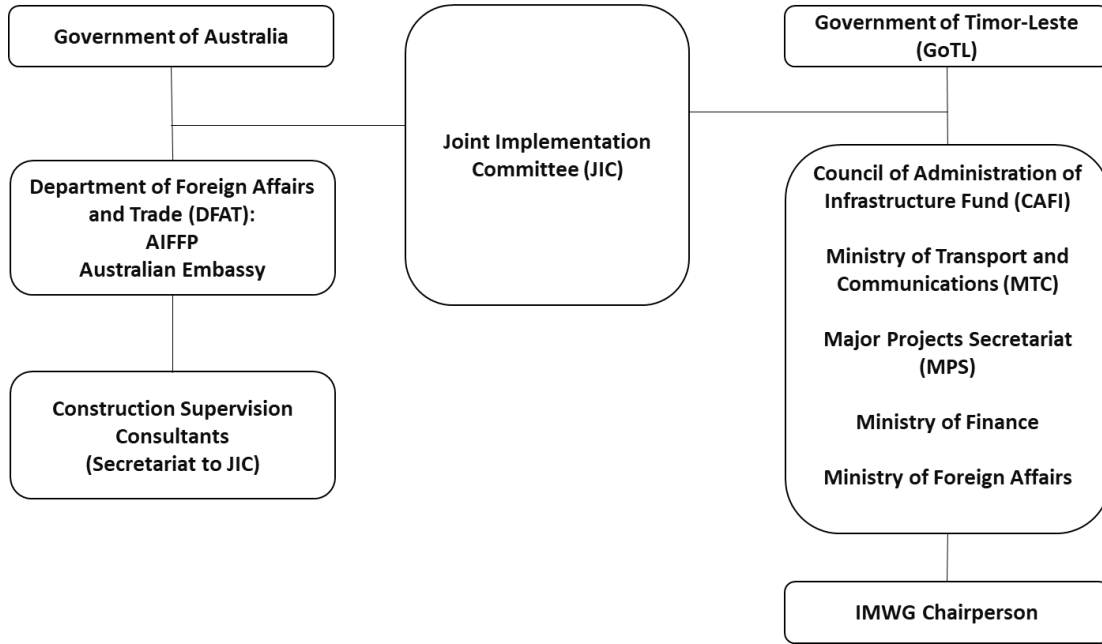 Government of Australia
Joint Implementation
Committee (JIC)
Government of Timor-Leste
(GoTL)
Department of Foreign Affairs
and Trade (DFAT):
AIFFP
Australian Embassy
Construction Supervision
Consultants
(Secretariat to JIC)
Council of Administration of
Infrastructure Fund (CAFI)
Ministry of Transport and
Communications (MTC)
Major Projects Secretariat
(MPS)
Ministry of Finance
Ministry of Foreign Affairs
IMWG Chairperson